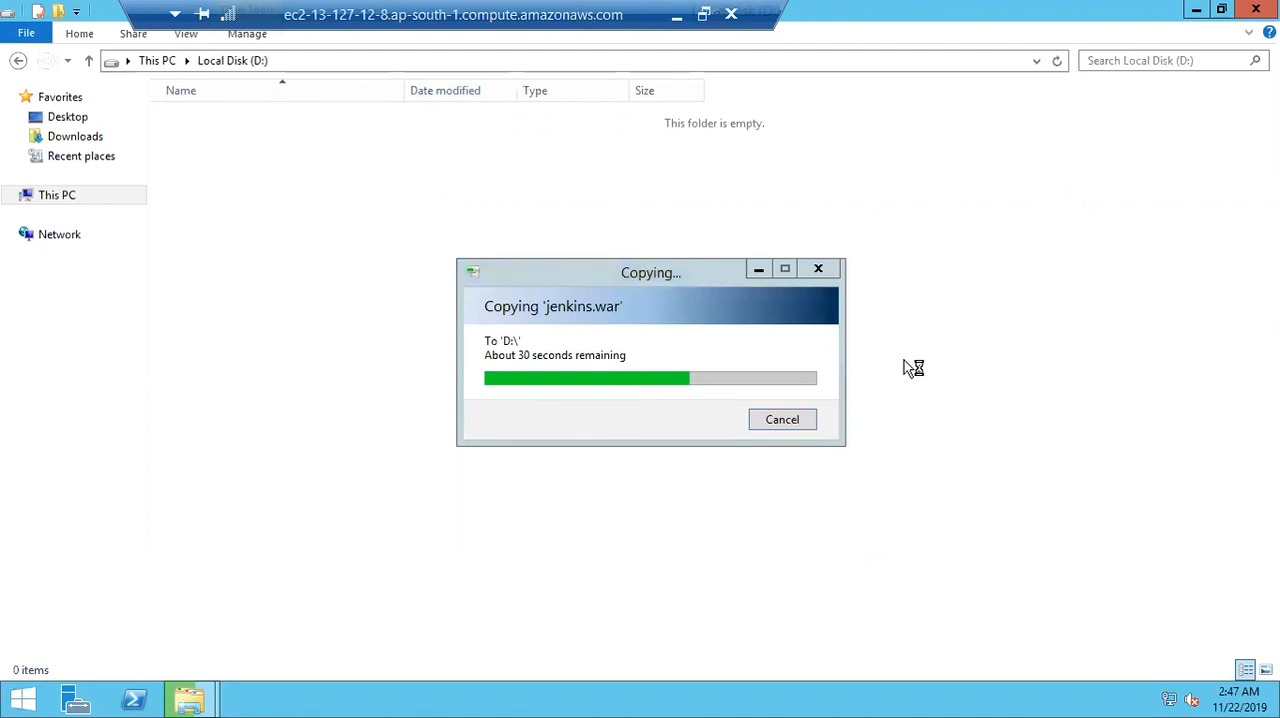 ec2-13-127-12-8.ap-south-1.compute.amazonaws.com
File Home Share View Manage
This PC Local Disk (D:) Search Local Disk (D:)
Name Date modified Type Size
This folder is empty.
Favorites
Desktop
Downloads
Recent places
This PC
Network
Copying...
Copying 'jenkins.war'
To 'D:\'
About 30 seconds remaining
Cancel
0 items
2:47 AM
11/22/2019